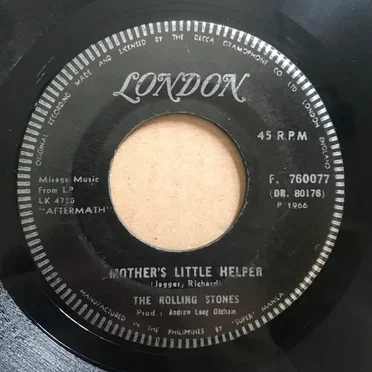 ORIGINAL RECORDING MADE AND LICENSED BY THE DECCA GRAMOPHONE CO LTD LONDON ENGLAND
LONDON
45 R.P.M
Mirage Music
From LP
LK 4786
"AFTERMATH"
F. 760077
(DR. 80176)
P 1966
MOTHER'S LITTLE HELPER
(Jagger, Richard)
THE ROLLING STONES
Prod : Andrew Loog Oldham
MANUFACTURED IN THE PHILIPPINES BY "SUPER" MANILA